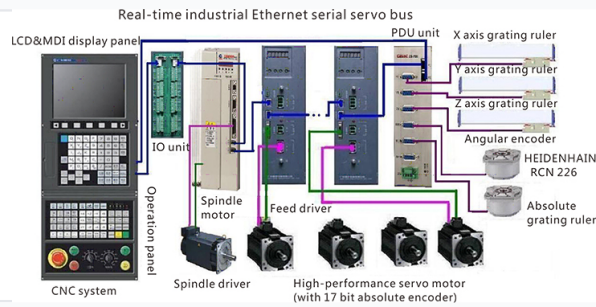 Real-time industrial Ethernet serial servo bus
LCD&MDI display panel
PDU unit
X axis grating ruler
Y axis grating ruler
Z axis grating ruler
Angular encoder
IO unit
HEIDENHAIN
RCN 226
Operation panel
Spindle
motor
Feed driver
Absolute
grating ruler
CNC system
Spindle driver
High-performance servo motor
(with 17 bit absolute encoder)